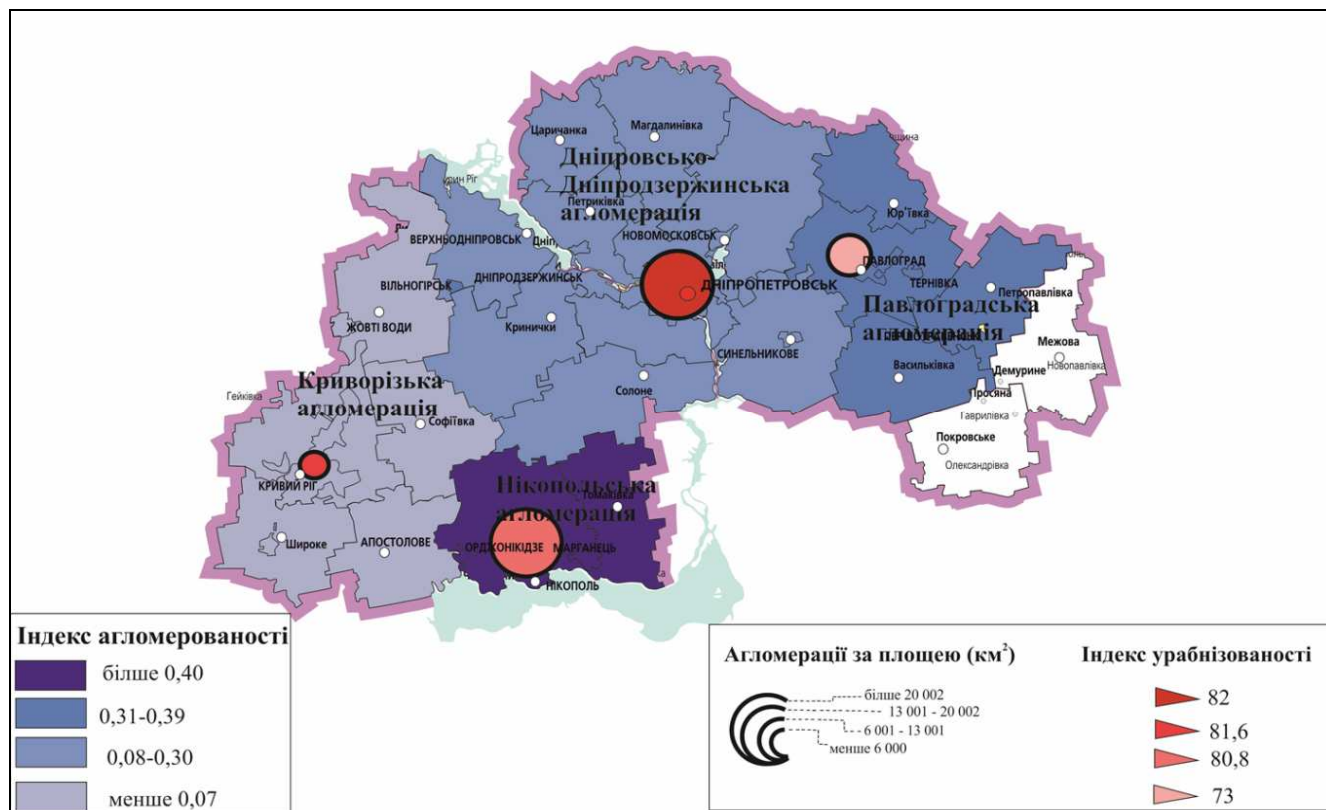 Царичанка
Магдалинівка
Дніпровсько-
Дніпродзержинська
агломерація
Петриківка
Юр'ївка
ВЕРХНЬОДНІПРОВСЬК
НОВОМОСКОВСЬК
ПАВЛОГРАД
ТЕРНІВКА
ДНІПРОДЗЕРЖИНСЬК
ДНІПРОПЕТРОВСЬК
Петропавлівка
ВІЛЬНОГІРСЬК
Павлоградська
агломерація
ЖОВТІ ВОДИ
Кринички
СИНЕЛЬНИКОВЕ
Межова
Новопавлівка
Васильківка
Демурине
Просяна
Гаврилівка
Криворізька
агломерація
Гейківка
Солоне
Софіївка
Покровське
Олександрівка
КРИВИЙ РІГ
Нікопольська
агломерація
Томаківка
Широке
АПОСТОЛОВЕ
ОРДЖОНІКІДЗЕ
МАРГАНЕЦЬ
НІКОПОЛЬ
Індекс агломерованості
білше 0,40
0,31-0,39
0,08-0,30
менше 0,07
Агломерації за площею (км²)
білше 20 002
13 001 - 20 002
6 001 - 13 001
менше 6 000
Індекс урабнізованості
82
81,6
80,8
73